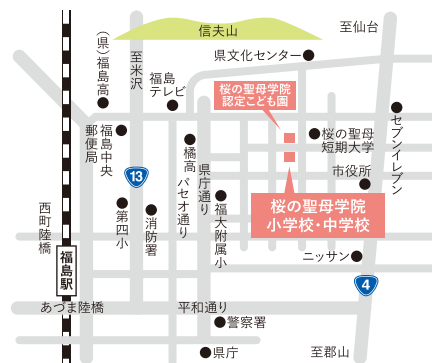 信夫山
至仙台
(県)福島高
至米沢
県文化センター
福島
テレビ
桜の聖母学院
認定こども園
セブンイレブン
福島中央
郵便局
橘高
桜の聖母
短期大学
13
県庁通り
パセオ通り
市役所
桜の聖母学院
小学校・中学校
西町陸橋
第四小
消防署
福大附属小
ニッサン
福島駅
4
あづま陸橋
平和通り
警察署
県庁
至郡山